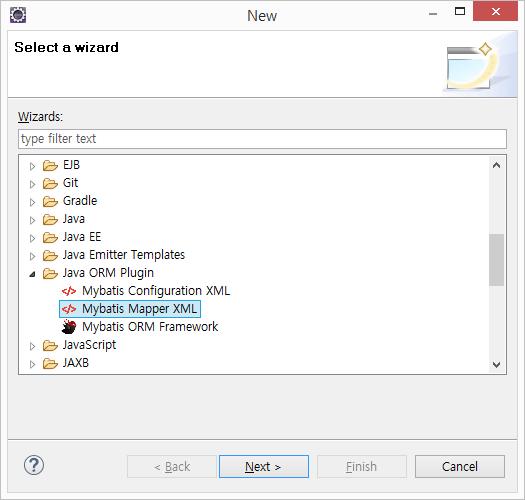 New
Select a wizard
Wizards:
type filter text
EJB
Git
Gradle
Java
Java EE
Java Emitter Templates
Java ORM Plugin
Mybatis Configuration XML
Mybatis Mapper XML
Mybatis ORM Framework
JavaScript
JAXB
? < Back Next > Finish Cancel